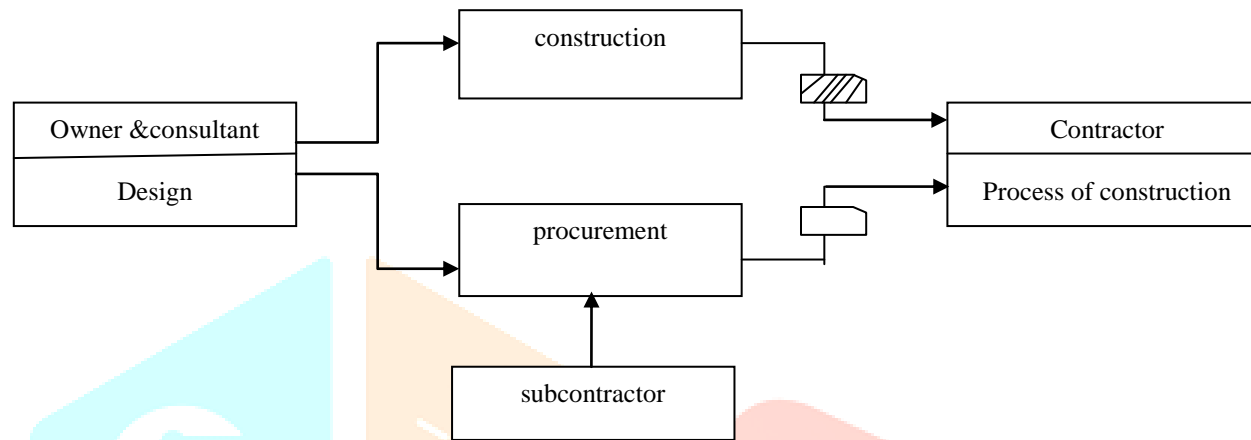 construction
Owner &consultant
Design
Contractor
Process of construction
procurement
subcontractor